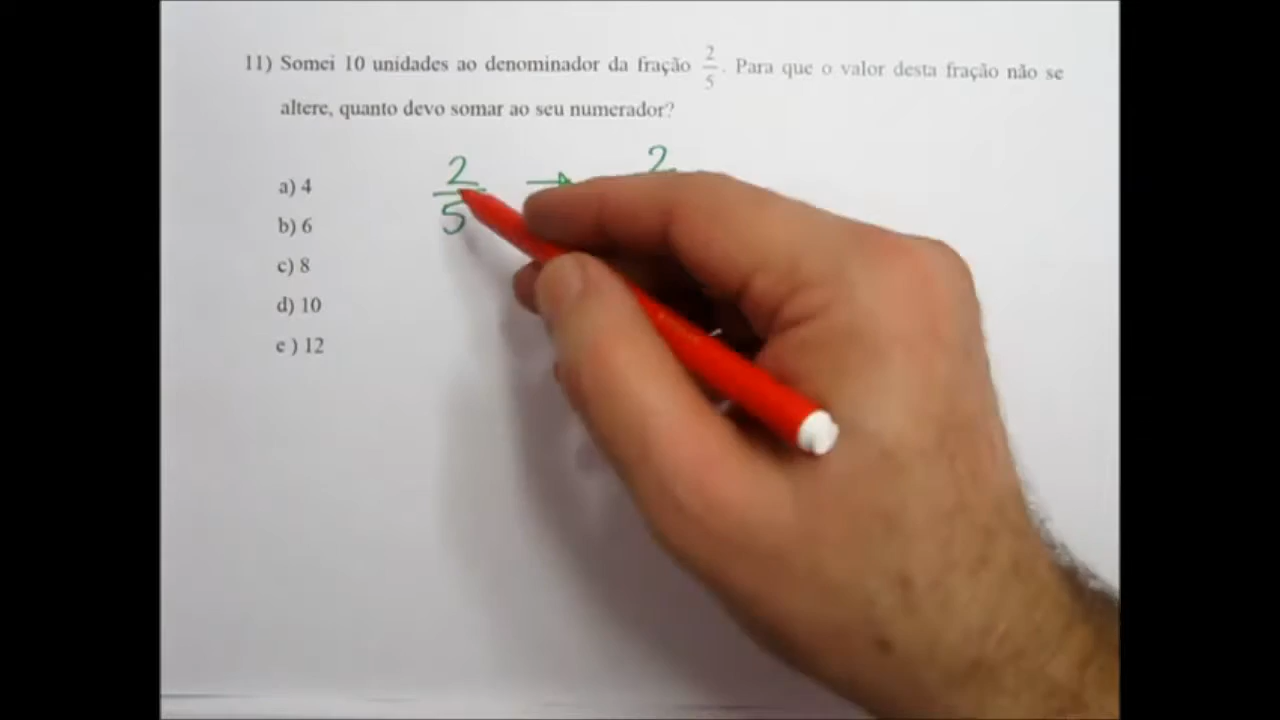 11) Somei 10 unidades ao denominador da fração 2/5. Para que o valor desta fração não se
altere, quanto devo somar ao seu numerador?
a) 4
b) 6
c) 8
d) 10
e ) 12
2/5 → 2